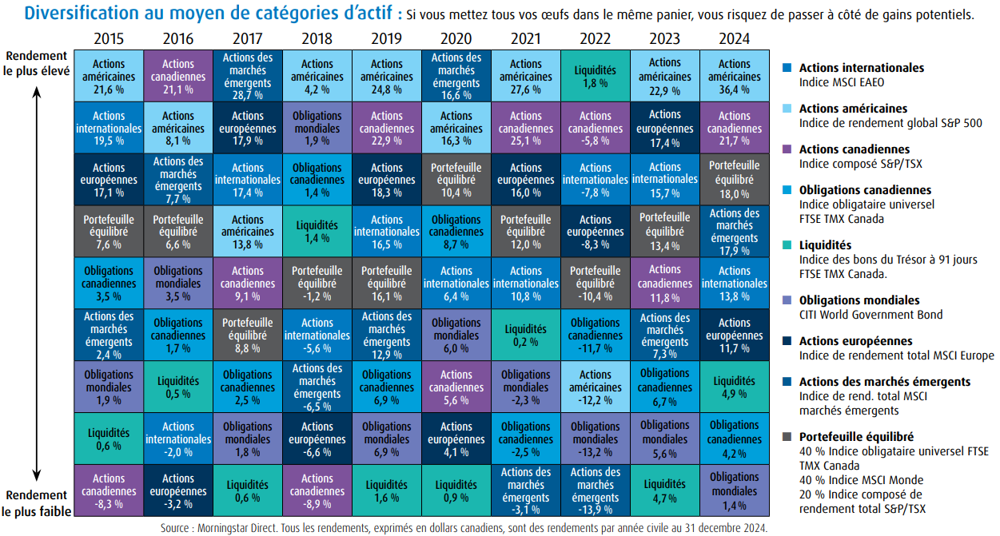 Diversification au moyen de catégories d’actif : Si vous mettez tous vos œufs dans le même panier, vous risquez de passer à côté de gains potentiels.
2015 2016 2017 2018 2019 2020 2021 2022 2023 2024
Rendement
le plus élevé
Actions
américaines
21,6 %
Actions
canadiennes
21,1 %
Actions des
marchés
émergents
28,7 %
Actions
américaines
4,2 %
Actions
américaines
24,8 %
Actions des
marchés
émergents
16,6 %
Actions
américaines
27,6 %
Liquidités
1,8 %
Actions
américaines
22,9 %
Actions
américaines
36,4 %
Actions
internationales
19,5 %
Actions
américaines
8,1 %
Actions
européennes
17,9 %
Obligations
mondiales
1,9 %
Actions
canadiennes
22,9 %
Actions
américaines
16,3 %
Actions
canadiennes
25,1 %
Actions
canadiennes
-5,8 %
Actions
européennes
17,4 %
Actions
canadiennes
21,7 %
Actions
européennes
17,1 %
Actions des
marchés
émergents
7,7 %
Actions
internationales
17,4 %
Obligations
canadiennes
1,4 %
Actions
européennes
18,3 %
Portefeuille
équilibré
10,4 %
Actions
européennes
16,0 %
Actions
internationales
-7,8 %
Actions
internationales
15,7 %
Portefeuille
équilibré
18,0 %
Portefeuille
équilibré
7,6 %
Portefeuille
équilibré
6,6 %
Actions
américaines
13,8 %
Liquidités
1,4 %
Actions
internationales
16,5 %
Obligations
canadiennes
8,7 %
Portefeuille
équilibré
12,0 %
Actions
européennes
-8,3 %
Portefeuille
équilibré
13,4 %
Actions des
marchés
émergents
17,9 %
Obligations
canadiennes
3,5 %
Obligations
mondiales
3,5 %
Actions
canadiennes
9,1 %
Portefeuille
équilibré
-1,2 %
Portefeuille
équilibré
16,1 %
Actions
internationales
6,4 %
Actions
internationales
10,8 %
Portefeuille
équilibré
-10,4 %
Actions
canadiennes
11,8 %
Actions
internationales
13,8 %
Actions des
marchés
émergents
2,4 %
Obligations
canadiennes
1,7 %
Portefeuille
équilibré
8,8 %
Actions
internationales
-5,6 %
Actions des
marchés
émergents
12,9 %
Obligations
mondiales
6,0 %
Liquidités
0,2 %
Obligations
canadiennes
-11,7 %
Actions des
marchés
émergents
7,3 %
Actions
européennes
11,7 %
Obligations
mondiales
1,9 %
Liquidités
0,5 %
Obligations
canadiennes
2,5 %
Actions des
marchés
émergents
-6,5 %
Obligations
canadiennes
6,9 %
Actions
canadiennes
5,6 %
Obligations
mondiales
-2,3 %
Actions
américaines
-12,2 %
Obligations
canadiennes
6,7 %
Liquidités
4,9 %
Liquidités
0,6 %
Actions
internationales
-2,0 %
Obligations
mondiales
1,8 %
Actions
européennes
-6,6 %
Obligations
mondiales
6,9 %
Actions
européennes
4,1 %
Obligations
canadiennes
-2,5 %
Obligations
mondiales
-13,2 %
Obligations
mondiales
5,6 %
Obligations
canadiennes
4,2 %
Rendement
le plus faible
Actions
canadiennes
-8,3 %
Actions
européennes
-3,2 %
Liquidités
0,6 %
Actions
canadiennes
-8,9 %
Liquidités
1,6 %
Liquidités
0,9 %
Actions des
marchés
émergents
-3,1 %
Actions des
marchés
émergents
-13,9 %
Liquidités
4,7 %
Obligations
mondiales
1,4 %
Actions internationales
Indice MSCI EAEO
Actions américaines
Indice de rendement global S&P 500
Actions canadiennes
Indice composé S&P/TSX
Obligations canadiennes
Indice obligataire universel
FTSE TMX Canada
Liquidités
Indice des bons du Trésor à 91 jours
FTSE TMX Canada.
Obligations mondiales
CITI World Government Bond
Actions européennes
Indice de rendement total MSCI Europe
Actions des marchés émergents
Indice de rend. total MSCI
marchés émergents
Portefeuille équilibré
40 % Indice obligataire universel FTSE
TMX Canada
40 % Indice MSCI Monde
20 % Indice composé de
rendement total S&P/TSX
Source : Morningstar Direct. Tous les rendements, exprimés en dollars canadiens, sont des rendements par année civile au 31 decembre 2024.